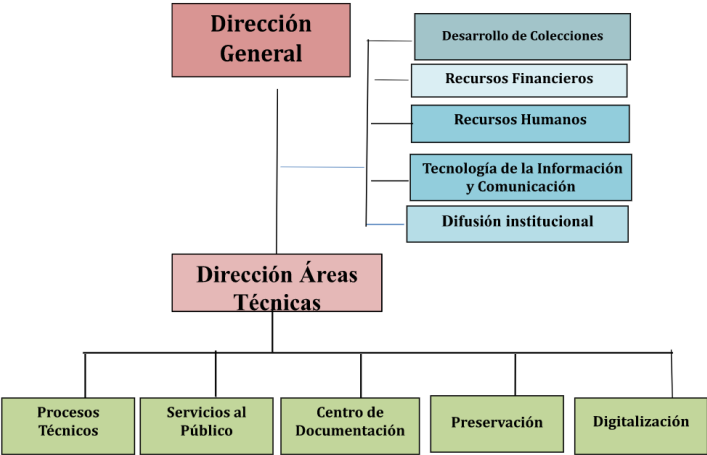 Dirección
General
Desarrollo de Colecciones
Recursos Financieros
Recursos Humanos
Tecnología de la Información
y Comunicación
Difusión institucional
Dirección Áreas
Técnicas
Procesos
Técnicos
Servicios al
Público
Centro de
Documentación
Preservación
Digitalización